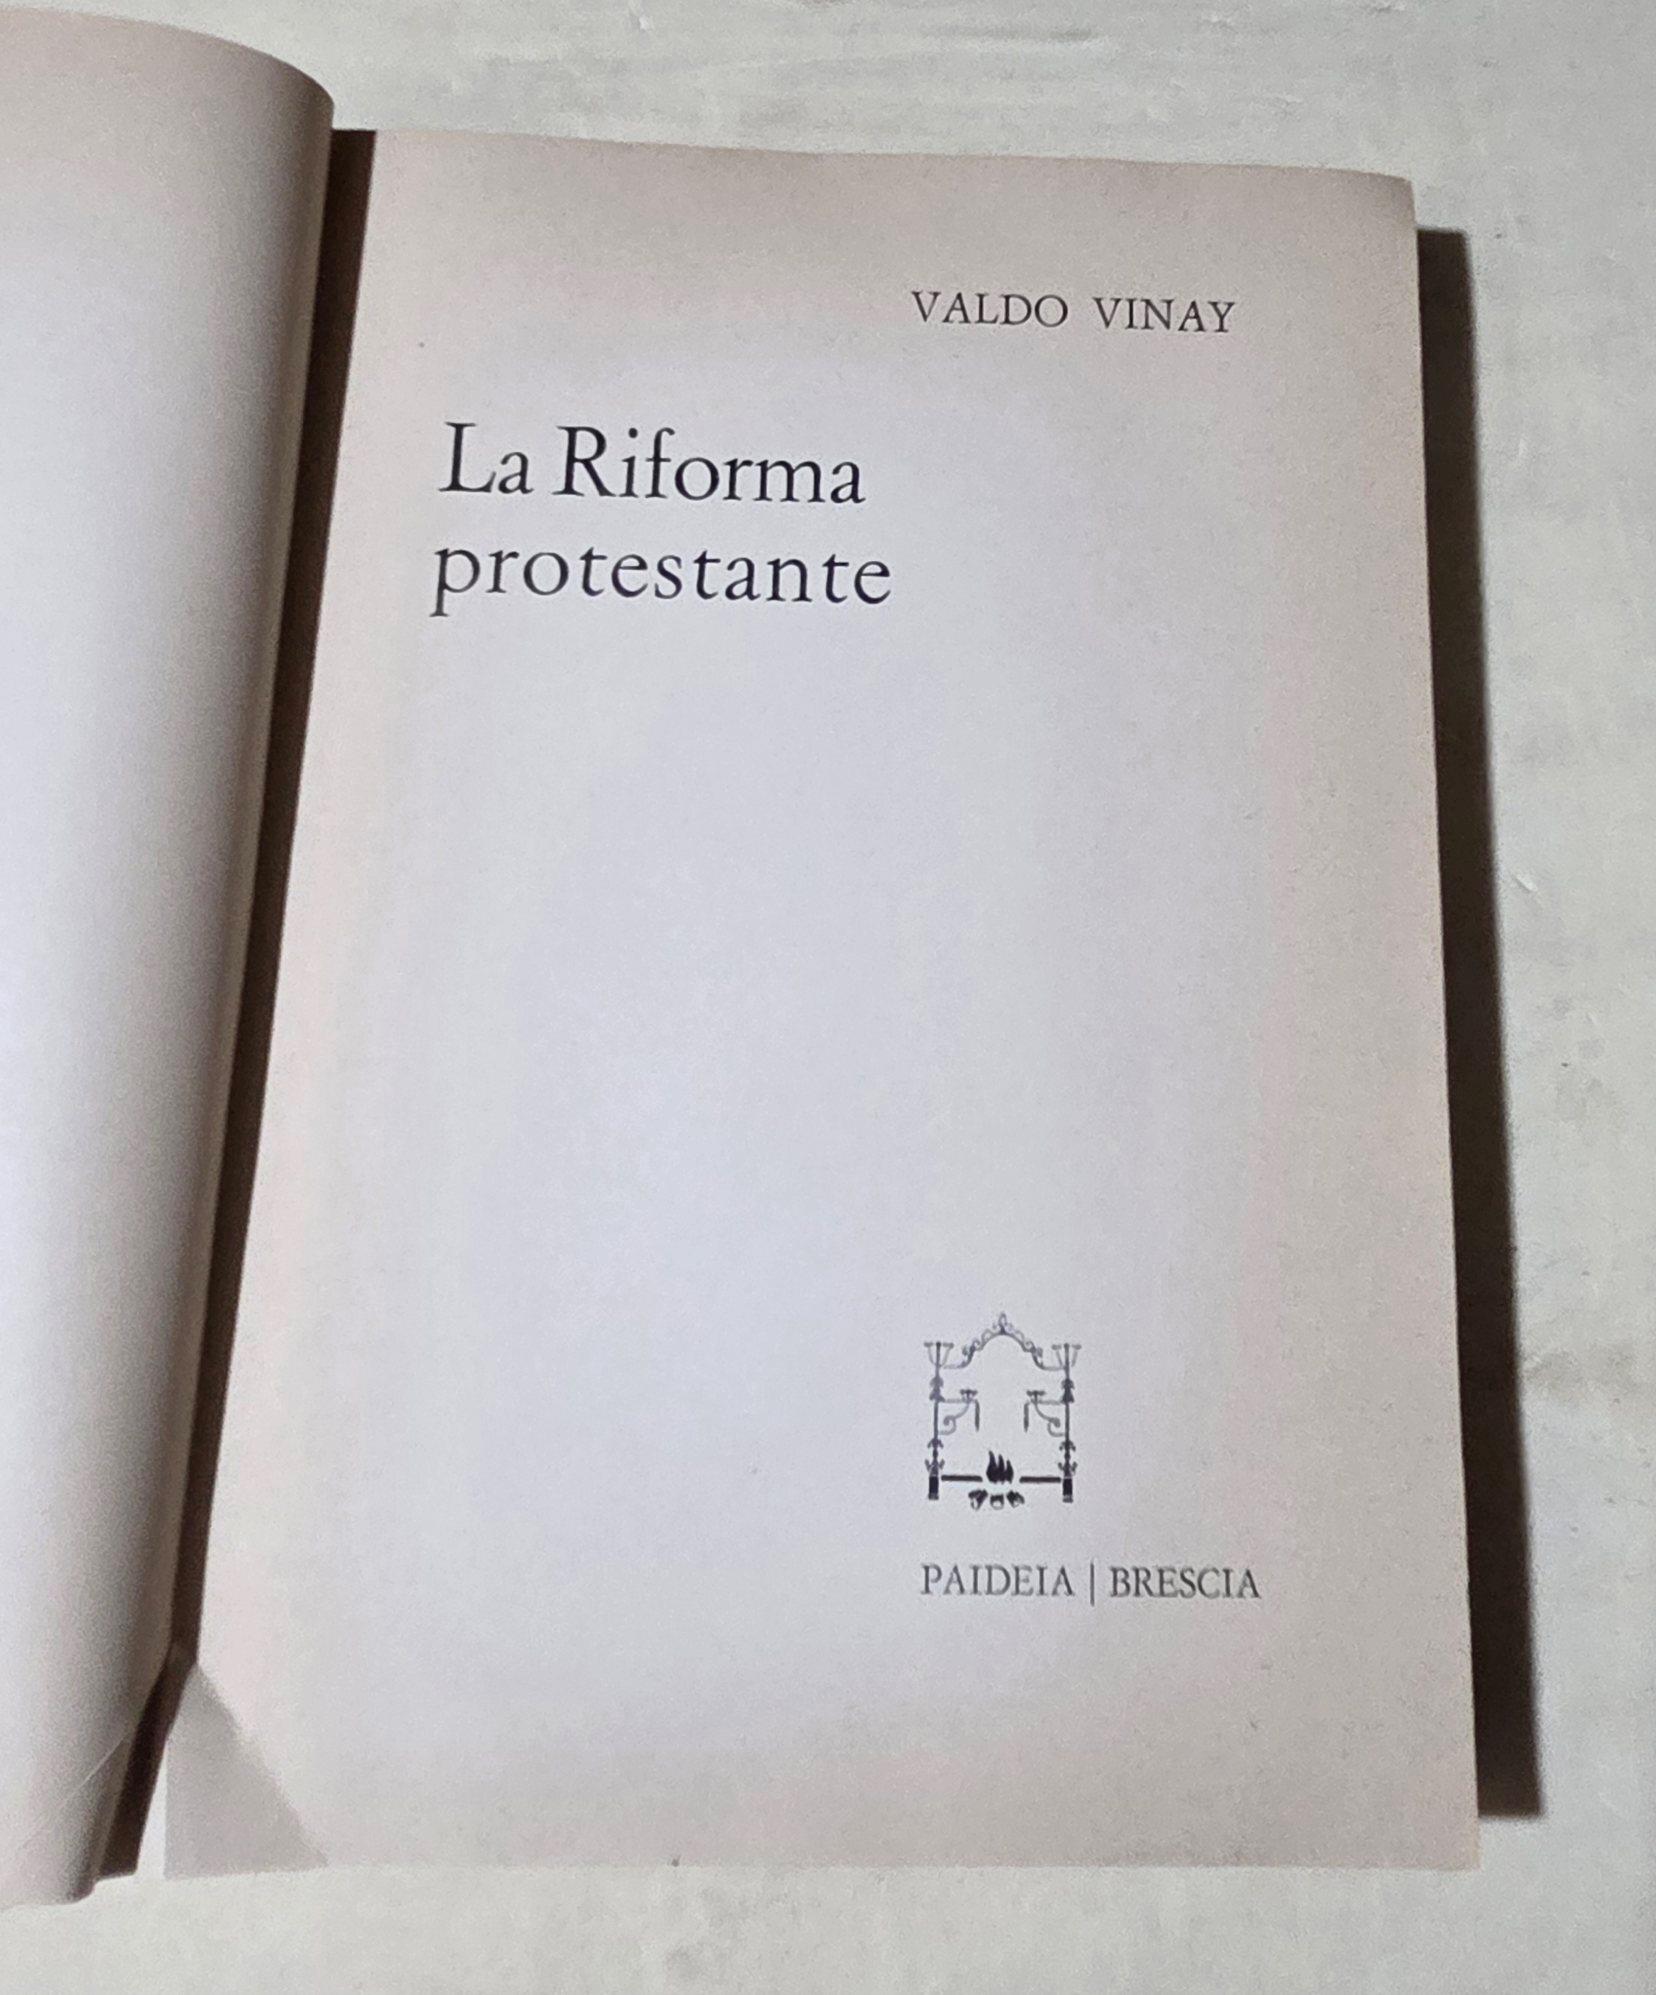 VALDO VINAY
La Riforma
protestante
PAIDEIA | BRESCIA